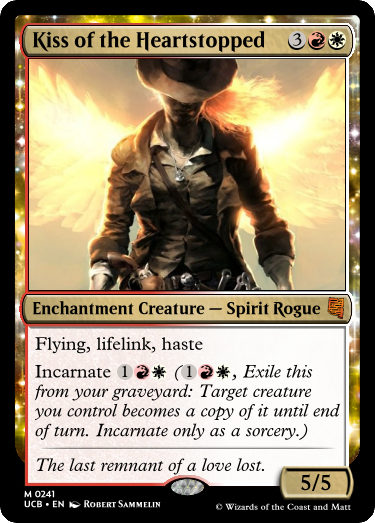 Kiss of the Heartstopped 3
Enchantment Creature — Spirit Rogue
Flying, lifelink, haste
Incarnate 1 (1, Exile this
from your graveyard: Target creature
you control becomes a copy of it until end
of turn. Incarnate only as a sorcery.)
The last remnant of a love lost.
5/5
M 0241
UCB • EN Robert Sammelin
© Wizards of the Coast and Matt